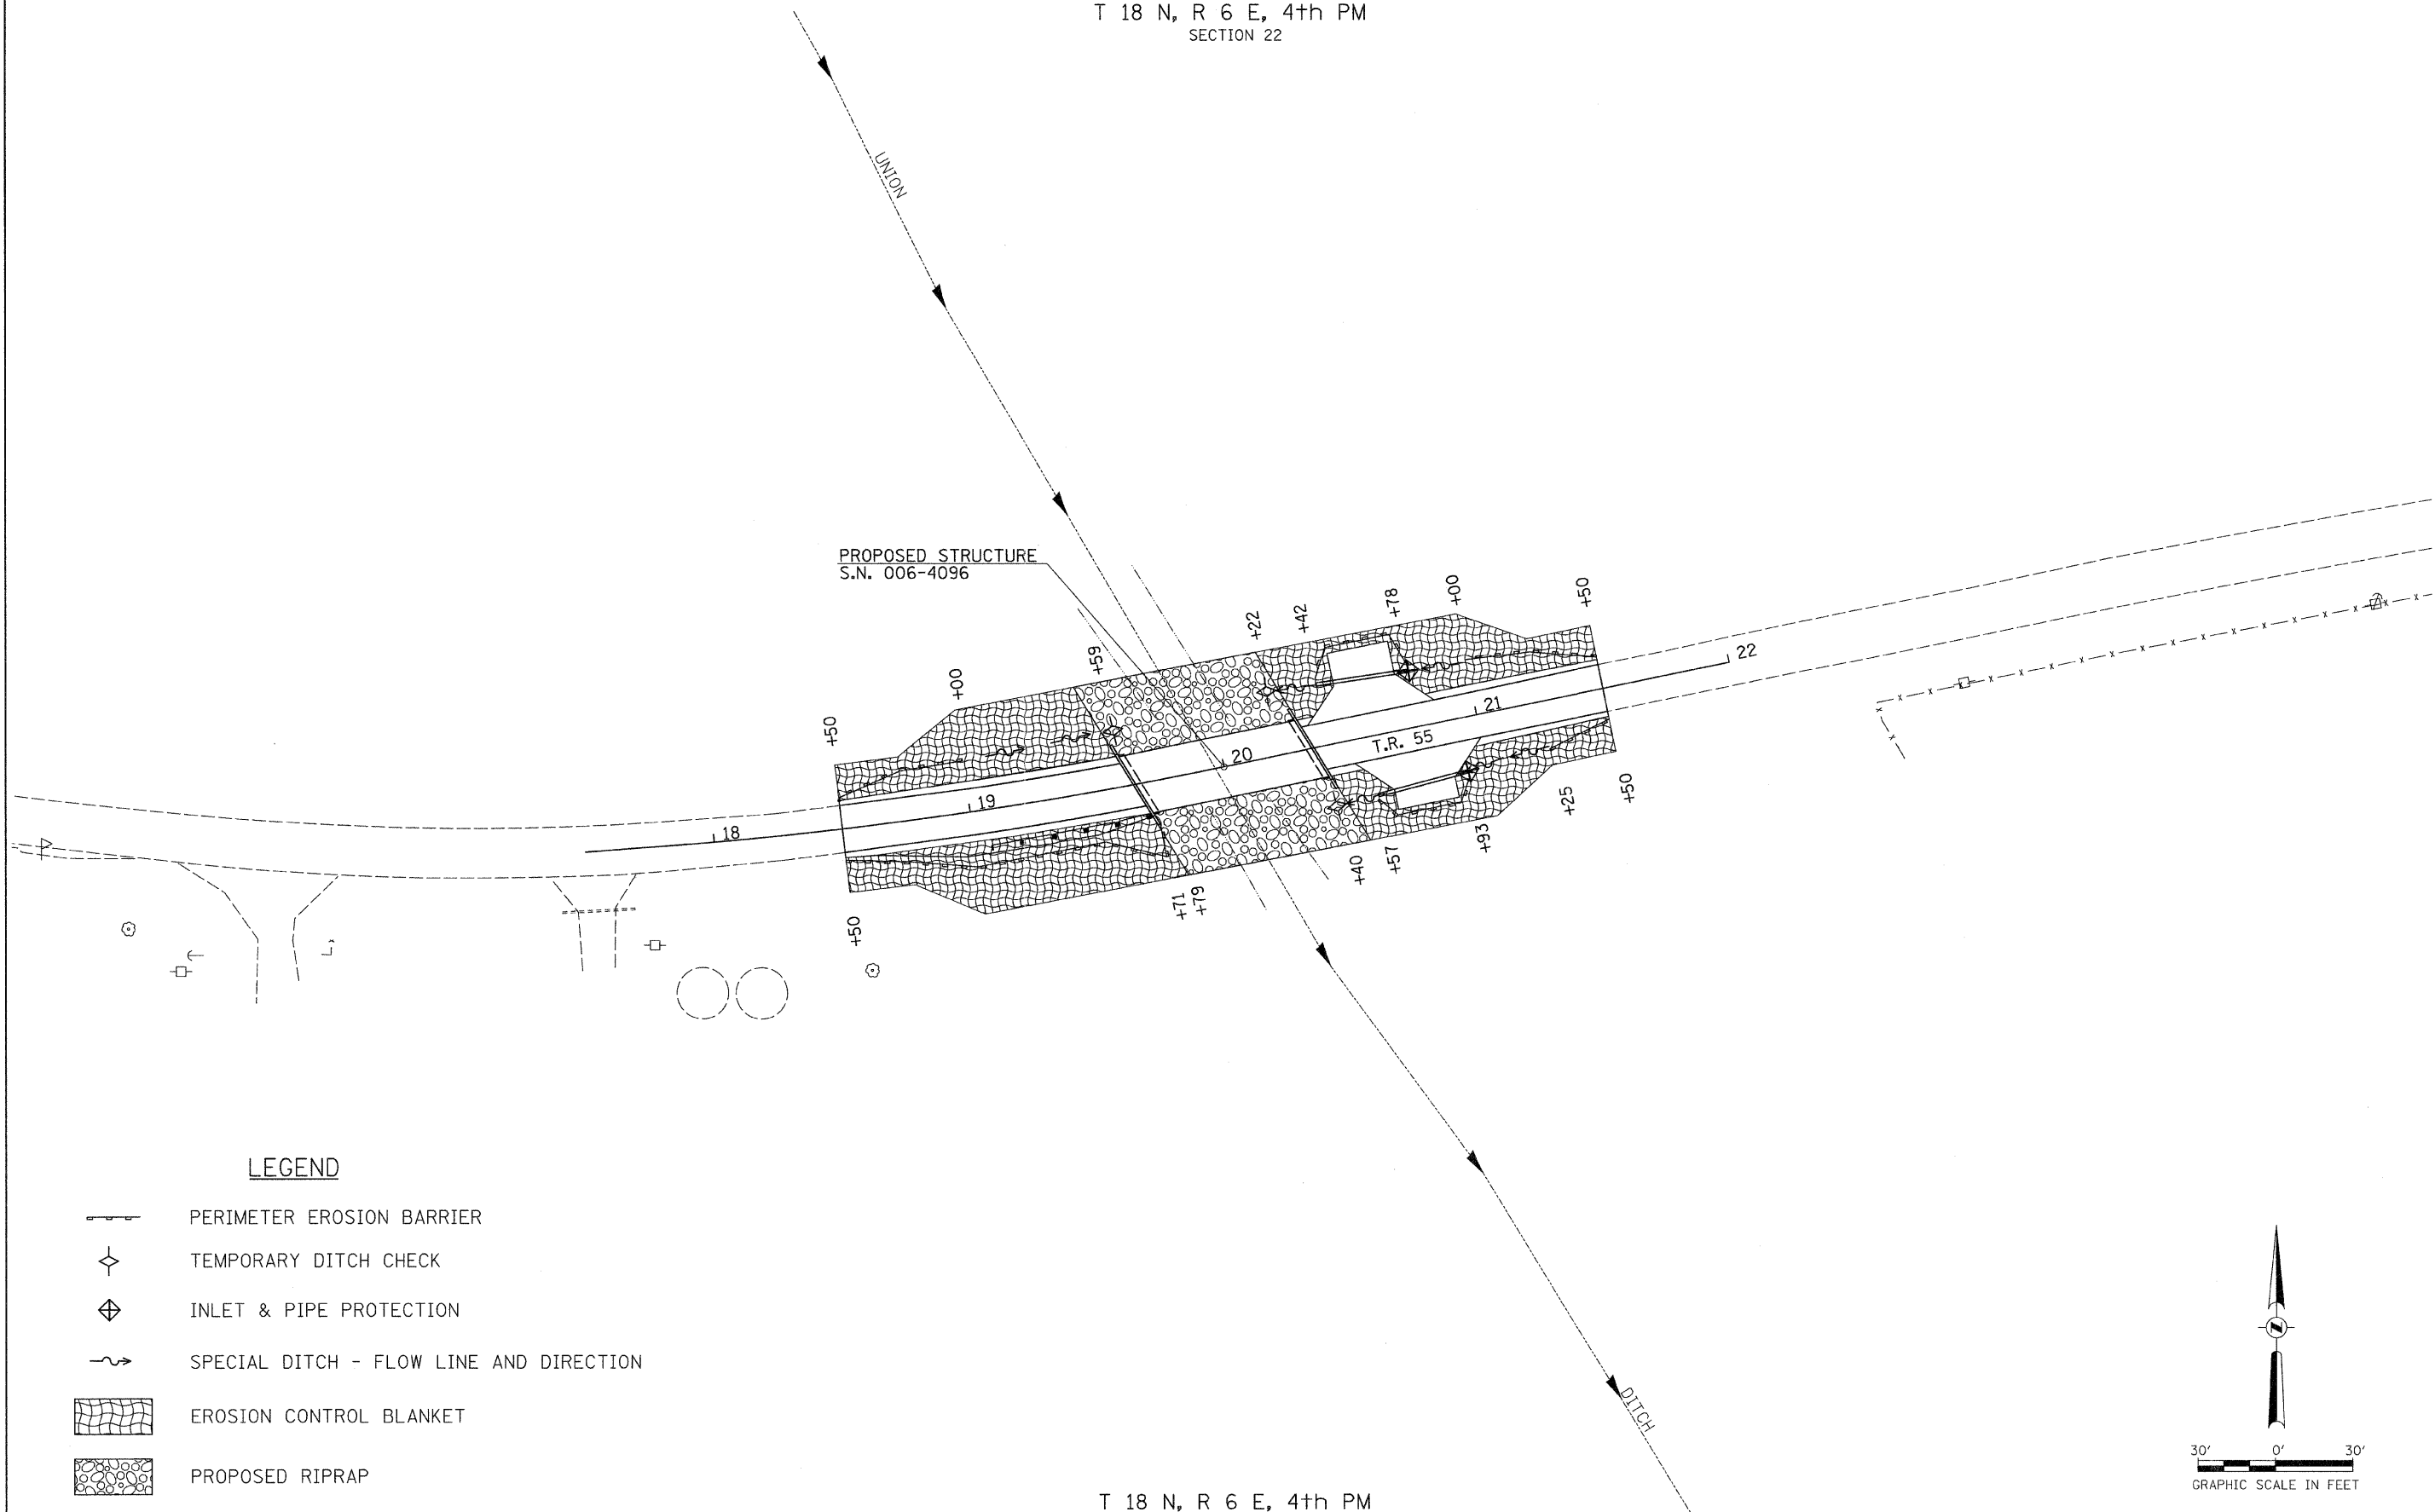 T 18 N, R 6 E, 4th PM
SECTION 22
UNION
PROPOSED STRUCTURE
S.N. 006-4096
+50
+00
+59
+22
+42
+78
+00
+50
18
19
20
21
22
T.R. 55
+50
+71
+79
+40
+57
+93
+25
+50
LEGEND
PERIMETER EROSION BARRIER
TEMPORARY DITCH CHECK
INLET & PIPE PROTECTION
SPECIAL DITCH - FLOW LINE AND DIRECTION
EROSION CONTROL BLANKET
PROPOSED RIPRAP
DITCH
Z
30' 0' 30'
GRAPHIC SCALE IN FEET
T 18 N, R 6 E, 4th PM